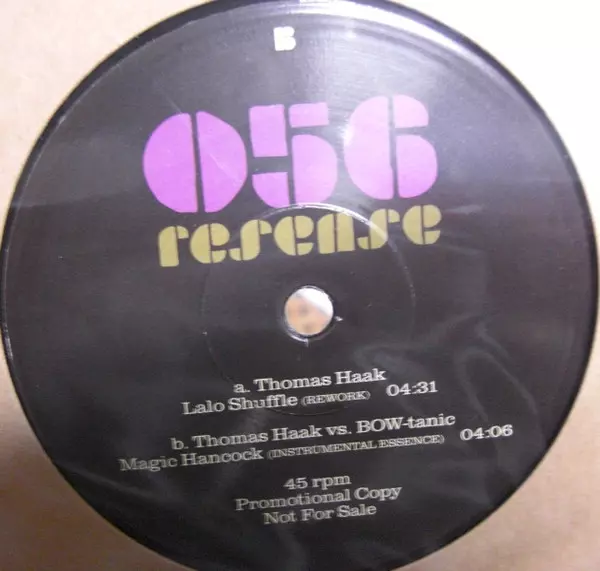 B
056
resense
a. Thomas Haak
Lalo Shuffle (REWORK) 04:31
b. Thomas Haak vs. BOW-tanic
Magic Hancock (INSTRUMENTAL ESSENCE) 04:06
45 rpm
Promotional Copy
Not For Sale